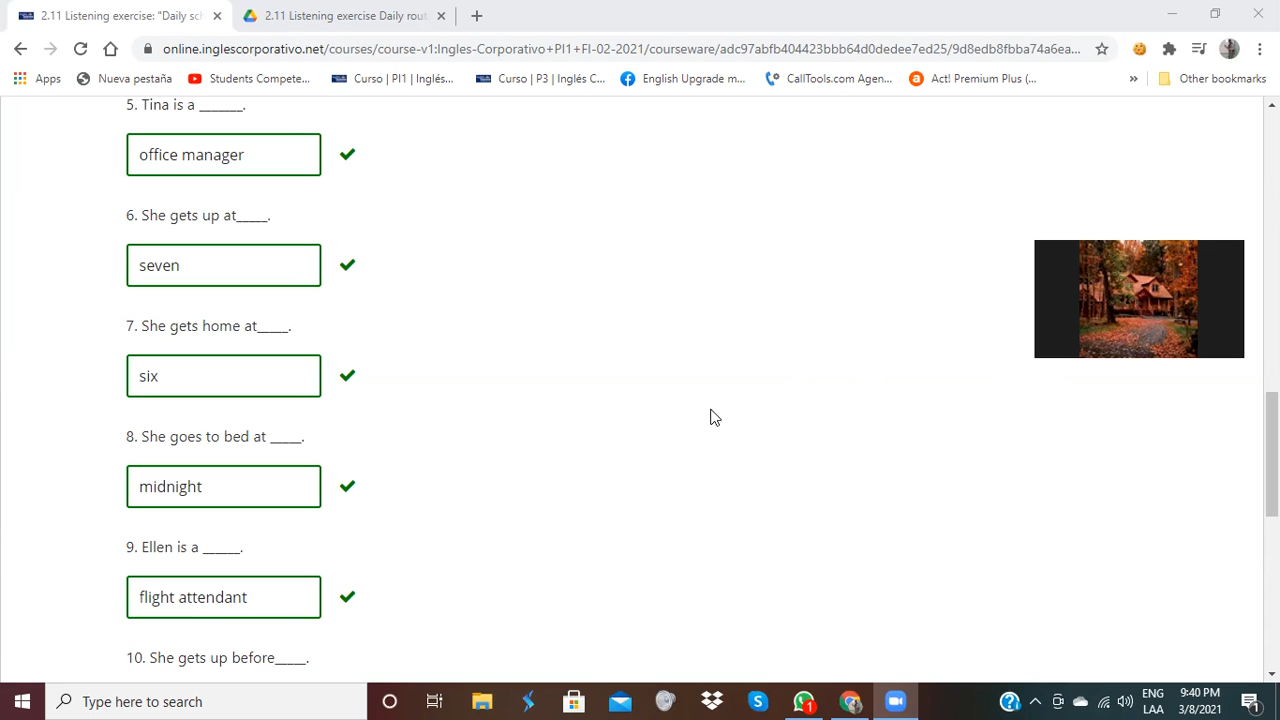 2.11 Listening exercise: "Daily sch
2.11 Listening exercise Daily rout
online.inglescorporativo.net/courses/course-v1:Ingles-Corporativo+PI1+FI-02-2021/courseware/adc97abfb404423bbb64d0dedee7ed25/9d8edb8fbba74a6ea...
Apps
Nueva pestaña
Students Compete...
Curso | PI1 | Inglés...
Curso | P3 | Inglés C...
English Upgrade m...
CallTools.com Agen...
Act! Premium Plus (...
»
Other bookmarks
5. Tina is a _______.
office manager
6. She gets up at_____.
seven
7. She gets home at_____.
six
8. She goes to bed at _____.
midnight
9. Ellen is a ______.
flight attendant
10. She gets up before_____.
Type here to search
1
ENG
LAA
9:40 PM
3/8/2021
1